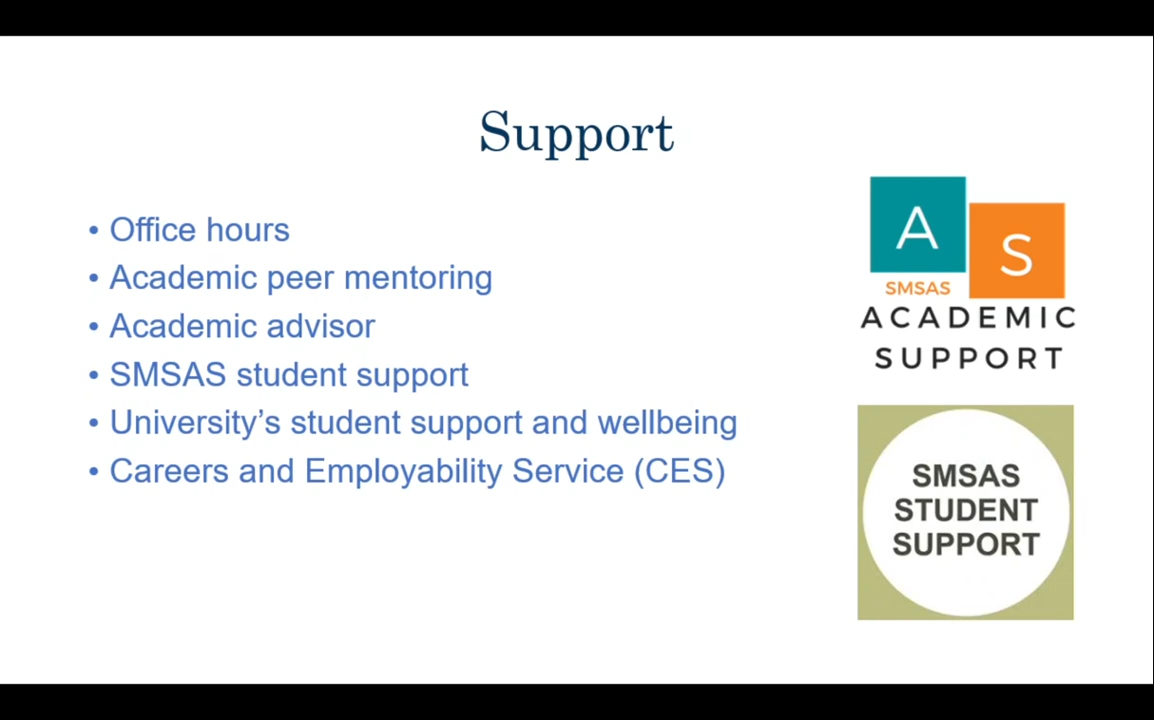 Support
• Office hours
• Academic peer mentoring
• Academic advisor
• SMSAS student support
• University’s student support and wellbeing
• Careers and Employability Service (CES)
A
S
SMSAS
ACADEMIC
SUPPORT
SMSAS
STUDENT
SUPPORT